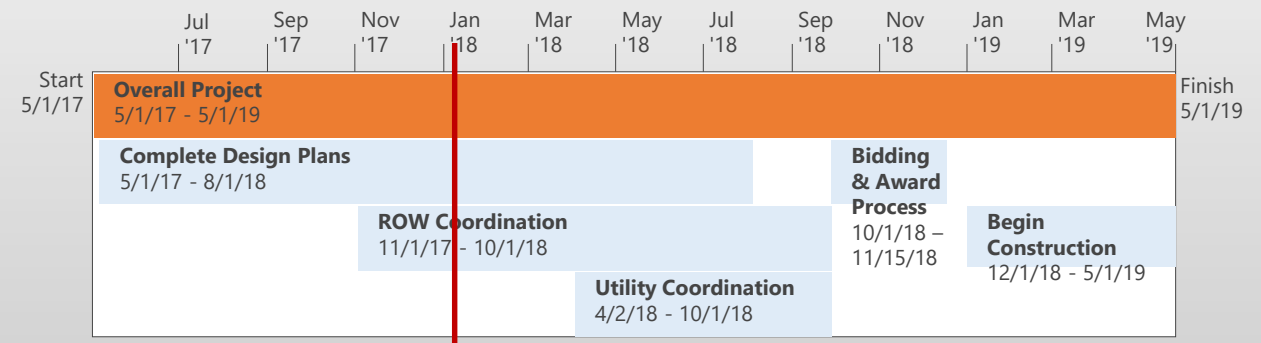 Jul '17
Sep '17
Nov '17
Jan '18
Mar '18
May '18
Jul '18
Sep '18
Nov '18
Jan '19
Mar '19
May '19
Start
5/1/17
Finish
5/1/19
Overall Project
5/1/17 - 5/1/19
Complete Design Plans
5/1/17 - 8/1/18
Bidding
& Award
Process
10/1/18 –
11/15/18
ROW Coordination
11/1/17 - 10/1/18
Begin
Construction
12/1/18 - 5/1/19
Utility Coordination
4/2/18 - 10/1/18